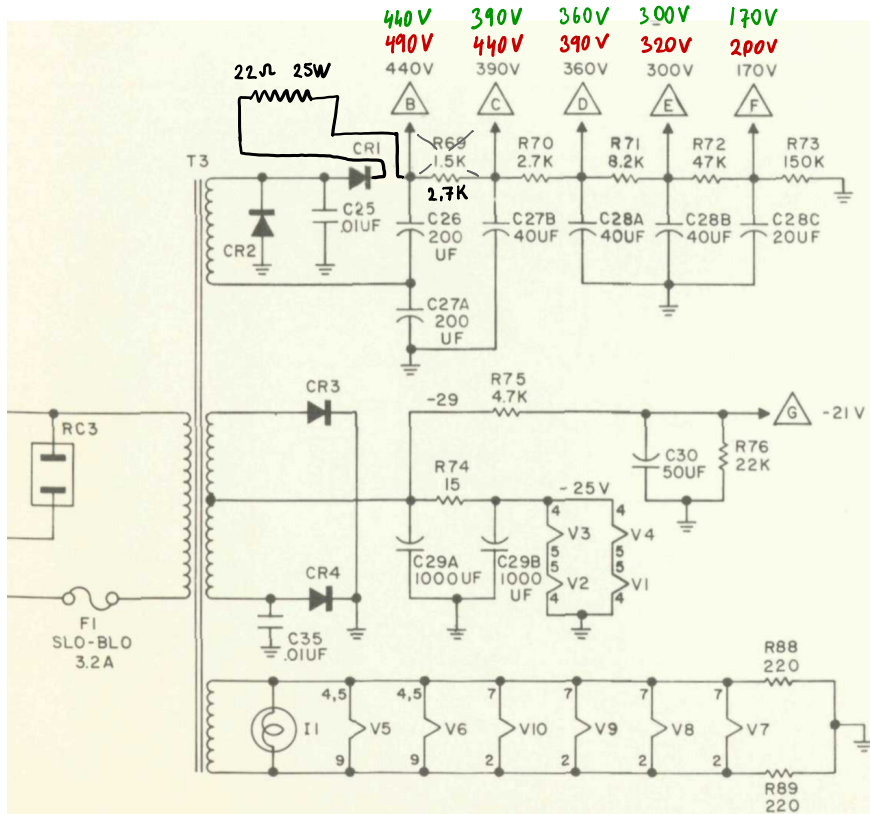 440V 390V 360V 300V 170V
490V 440V 390V 320V 200V
22Ω 25W 440V 390V 360V 300V 170V
B C D E F
CR1 R69 R70 R71 R72 R73
T3 1.5K 2.7K 8.2K 47K 150K
2,7K
C25 .01UF
C26 200 UF
C27B 40UF
C28A 40UF
C28B 40UF
C28C 20UF
CR2
C27A 200 UF
CR3
R75 4.7K
-29
G -21V
RC3
R74 15
C30 50UF
R76 22K
-25V
4 4
V3 V4
5 5
5 5
V2 V1
4 4
C29A 1000UF
C29B 1000 UF
CR4
F1
SLO-BLO
3.2A
C35 .01UF
R88 220
4,5 4,5 7 7 7 7
I1 V5 V6 V10 V9 V8 V7
9 9 2 2 2 2
R89 220